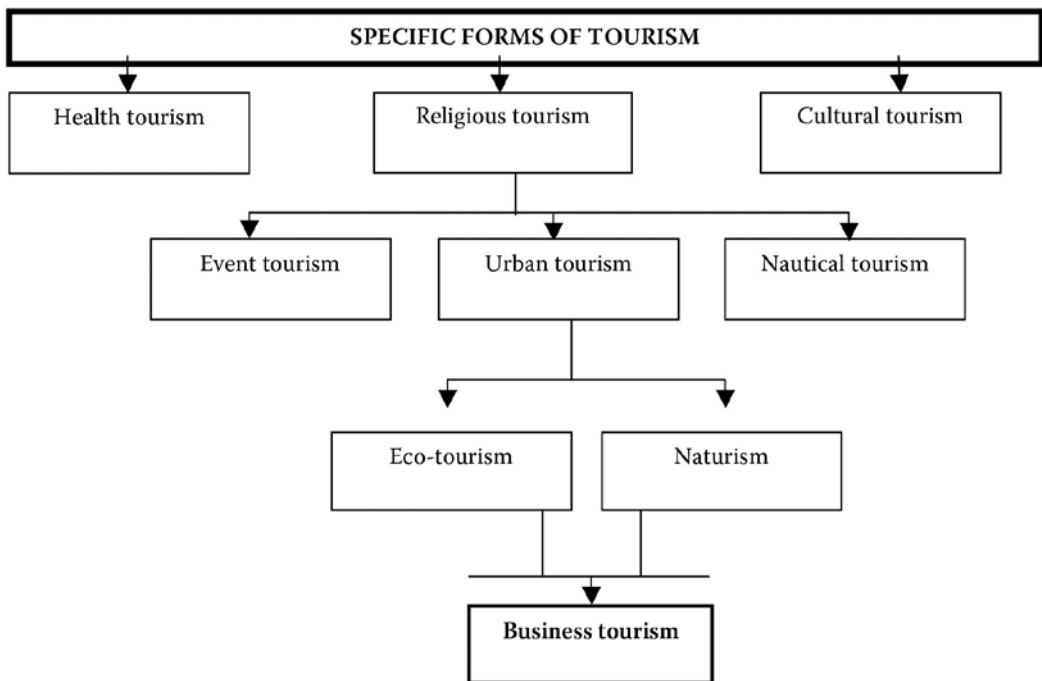 SPECIFIC FORMS OF TOURISM
Health tourism
Religious tourism
Cultural tourism
Event tourism
Urban tourism
Nautical tourism
Eco-tourism
Naturism
Business tourism